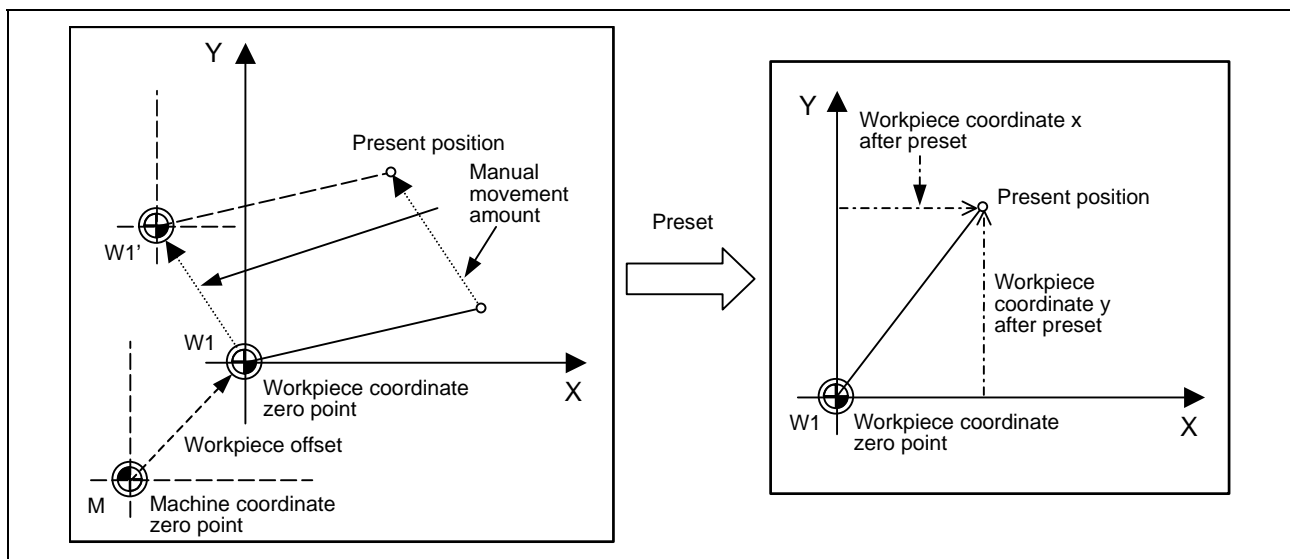 Y
Present position
Manual
movement
amount
W1’
W1
X
Workpiece coordinate
zero point
Workpiece offset
M
Machine coordinate
zero point
Preset
Y
Workpiece coordinate x
after preset
Present position
Workpiece
coordinate y
after preset
W1
Workpiece coordinate
zero point
X